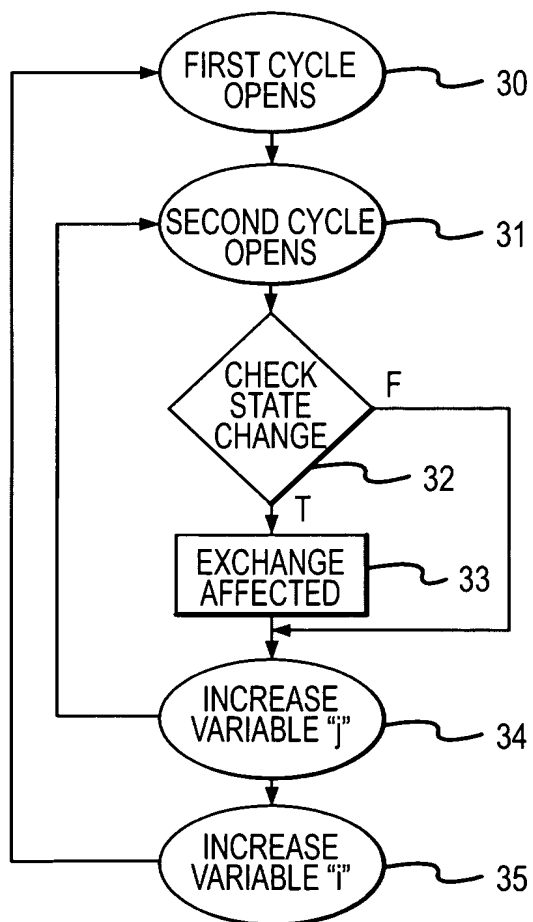 FIRST CYCLE
OPENS
30
SECOND CYCLE
OPENS
31
CHECK
STATE
CHANGE
F
32
T
EXCHANGE
AFFECTED
33
INCREASE
VARIABLE "j"
34
INCREASE
VARIABLE "i"
35